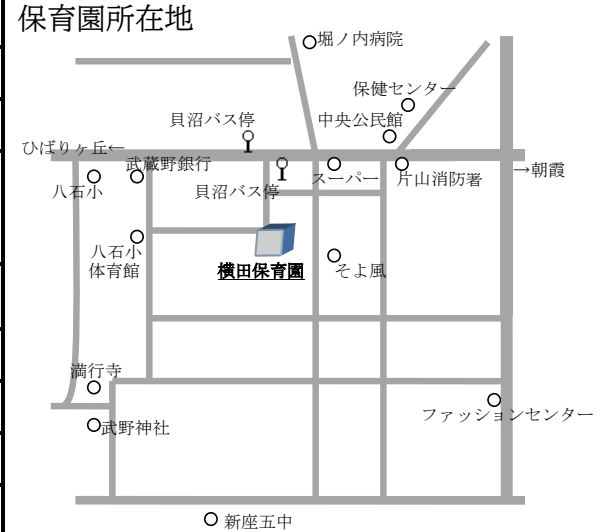 保育園所在地
堀ノ内病院
保健センター
貝沼バス停
中央公民館
ひばりヶ丘←
武蔵野銀行
→朝霞
八石小
貝沼バス停
スーパー
片山消防署
八石小
体育館
横田保育園
そよ風
満行寺
ファッションセンター
武野神社
新座五中